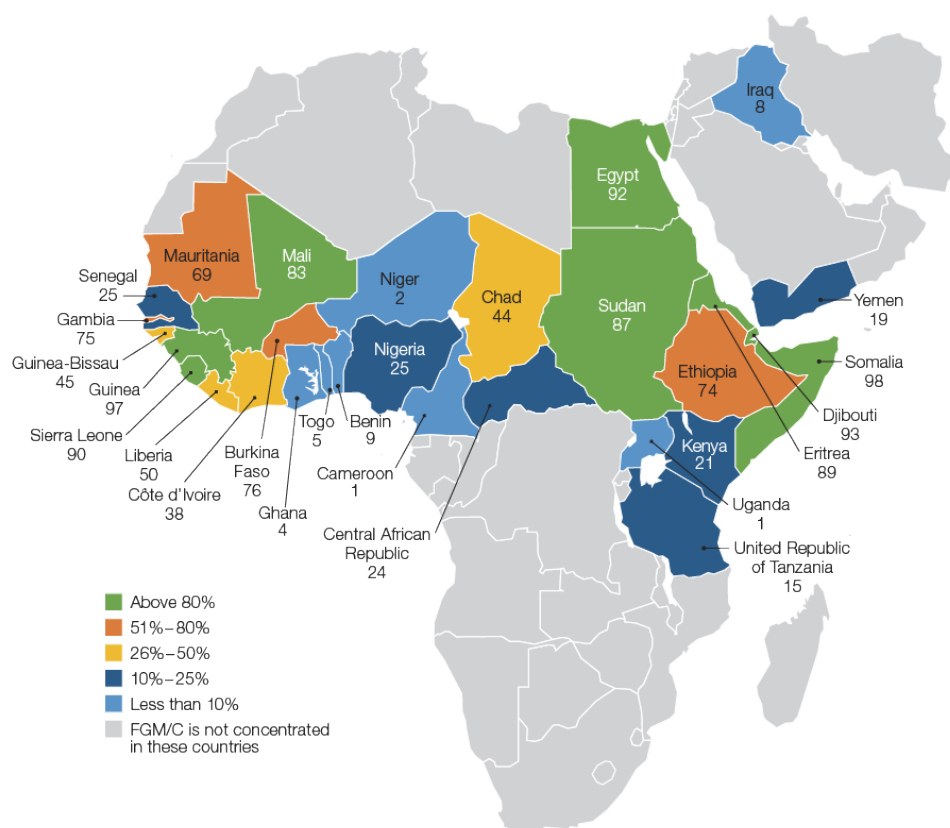 Iraq
8
Egypt
92
Mauritania
69
Mali
83
Niger
2
Chad
44
Sudan
87
Yemen
19
Senegal
25
Gambia
75
Guinea-Bissau
45
Guinea
97
Sierra Leone
90
Liberia
50
Côte d'Ivoire
38
Burkina
Faso
76
Ghana
4
Togo
5
Benin
9
Nigeria
25
Cameroon
1
Central African
Republic
24
Ethiopia
74
Somalia
98
Djibouti
93
Eritrea
89
Kenya
21
Uganda
1
United Republic
of Tanzania
15
Above 80%
51%–80%
26%–50%
10%–25%
Less than 10%
FGM/C is not concentrated
in these countries